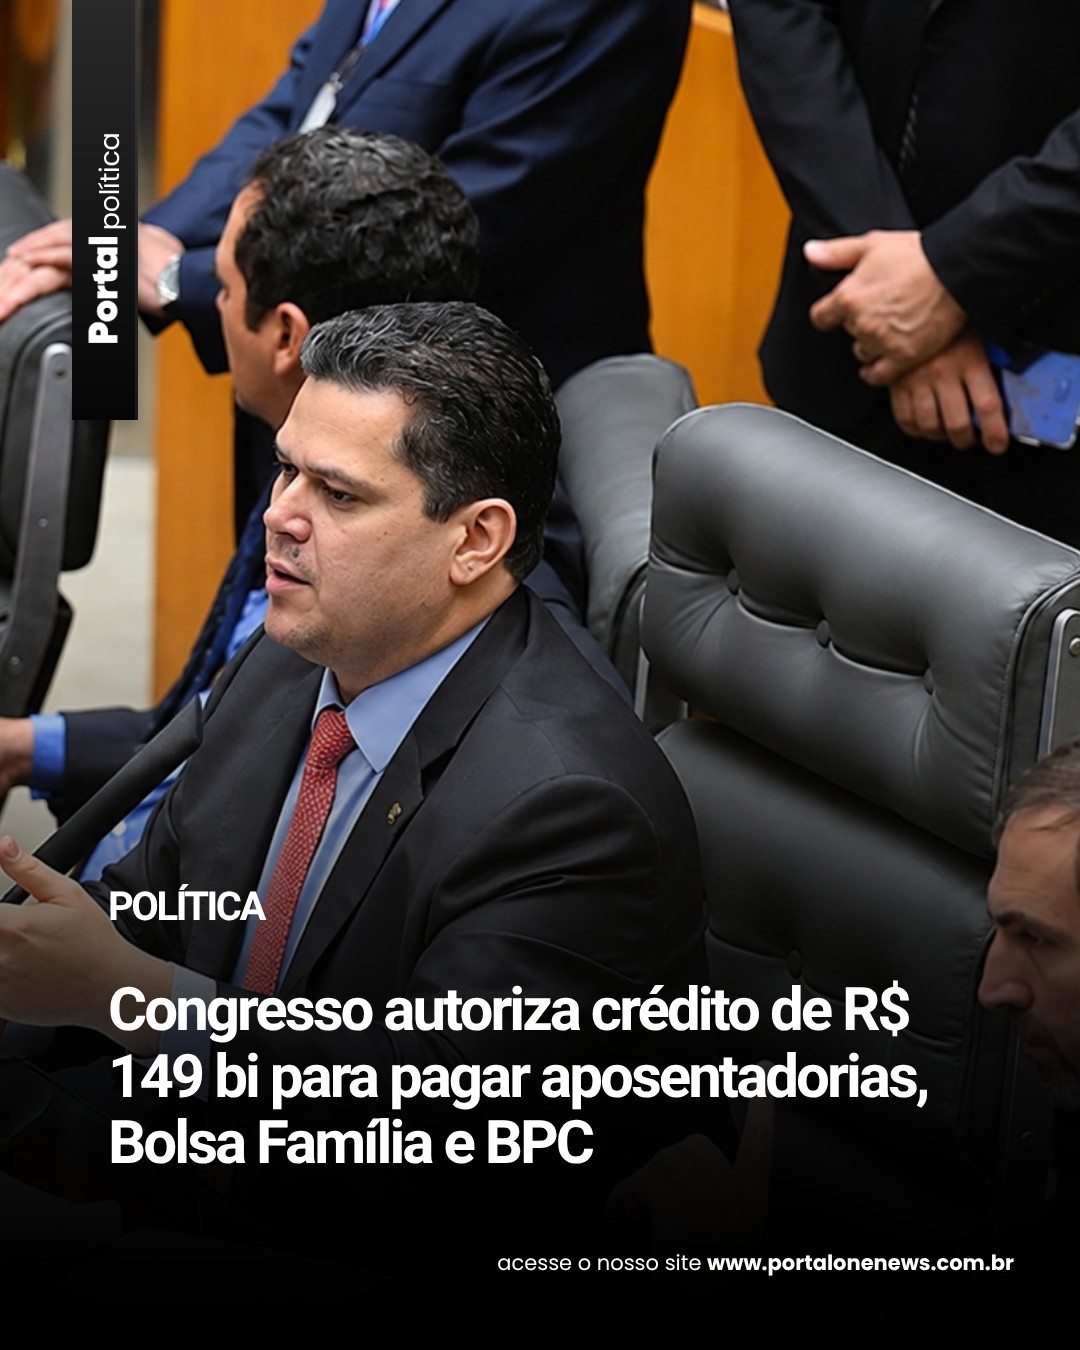 Portal política
POLÍTICA
Congresso autoriza crédito de R$
149 bi para pagar aposentadorias,
Bolsa Família e BPC
acesse o nosso site www.portalonenews.com.br